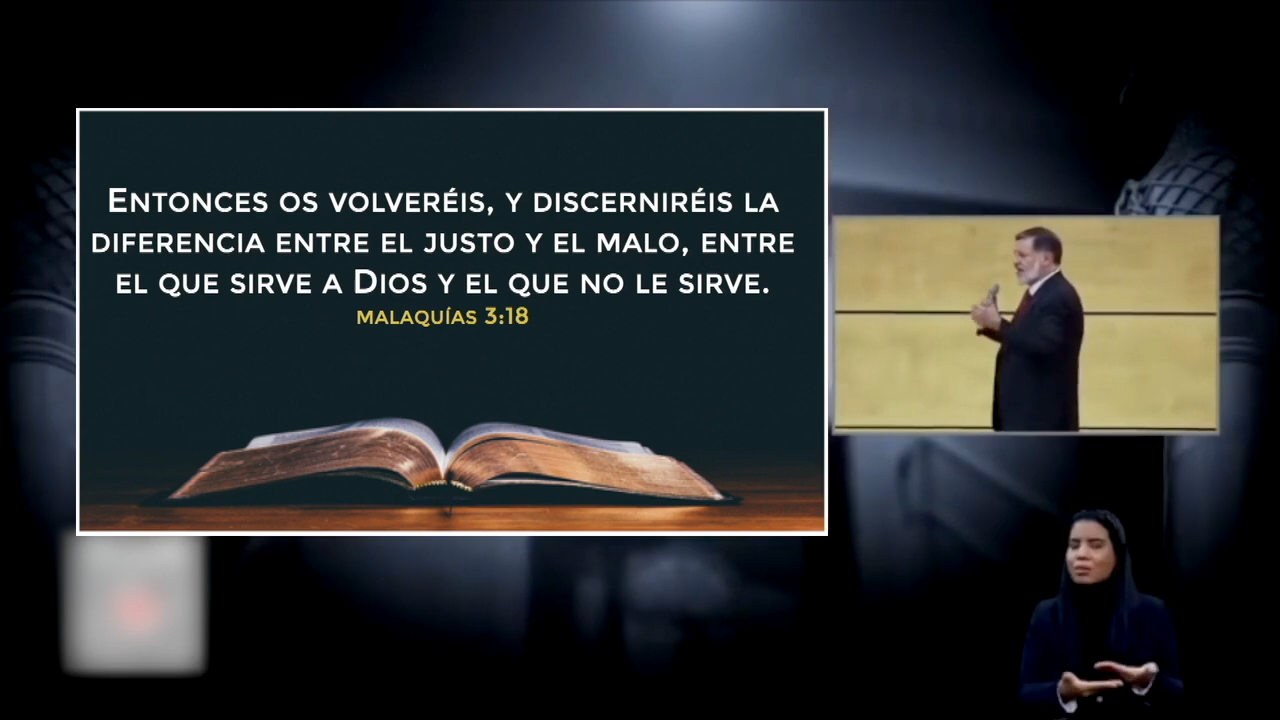 Entonces os volveréis, y discerniréis la
diferencia entre el justo y el malo, entre
el que sirve a Dios y el que no le sirve.
Malaquías 3:18